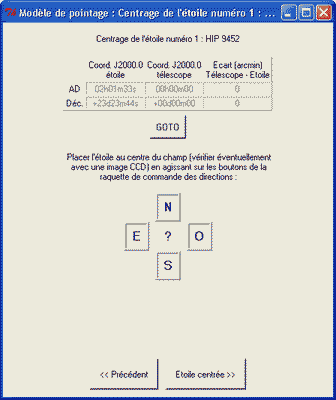 Modèle de pointage : Centrage de l'étoile numéro 1 : ...
Centrage de l'étoile numéro 1 : HIP 9452
Coord. J2000.0 Coord. J2000.0 Ecart (arcmin)
étoile télescope Télescope - Etoile
AD 02h01m33s 00h00m00 0
Déc. +23d23m44s +00d00m00 0
GOTO
Placer l'étoile au centre du champ (vérifier éventuellement
avec une image CCD) en agissant sur les boutons de la
raquette de commande des directions :
N
E ? O
S
<< Précédent Etoile centrée >>